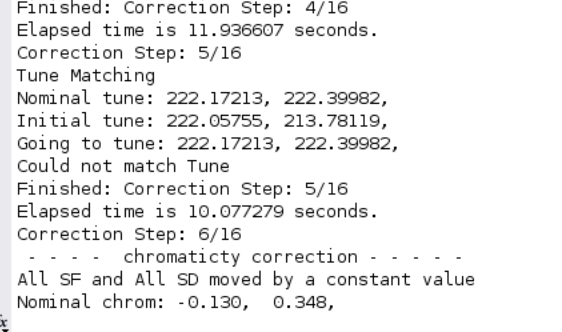 Finished: Correction Step: 4/16
Elapsed time is 11.936607 seconds.
Correction Step: 5/16
Tune Matching
Nominal tune: 222.17213, 222.39982,
Initial tune: 222.05755, 213.78119,
Going to tune: 222.17213, 222.39982,
Could not match Tune
Finished: Correction Step: 5/16
Elapsed time is 10.077279 seconds.
Correction Step: 6/16
- - - - chromaticty correction - - - - -
All SF and All SD moved by a constant value
Nominal chrom: -0.130, 0.348,